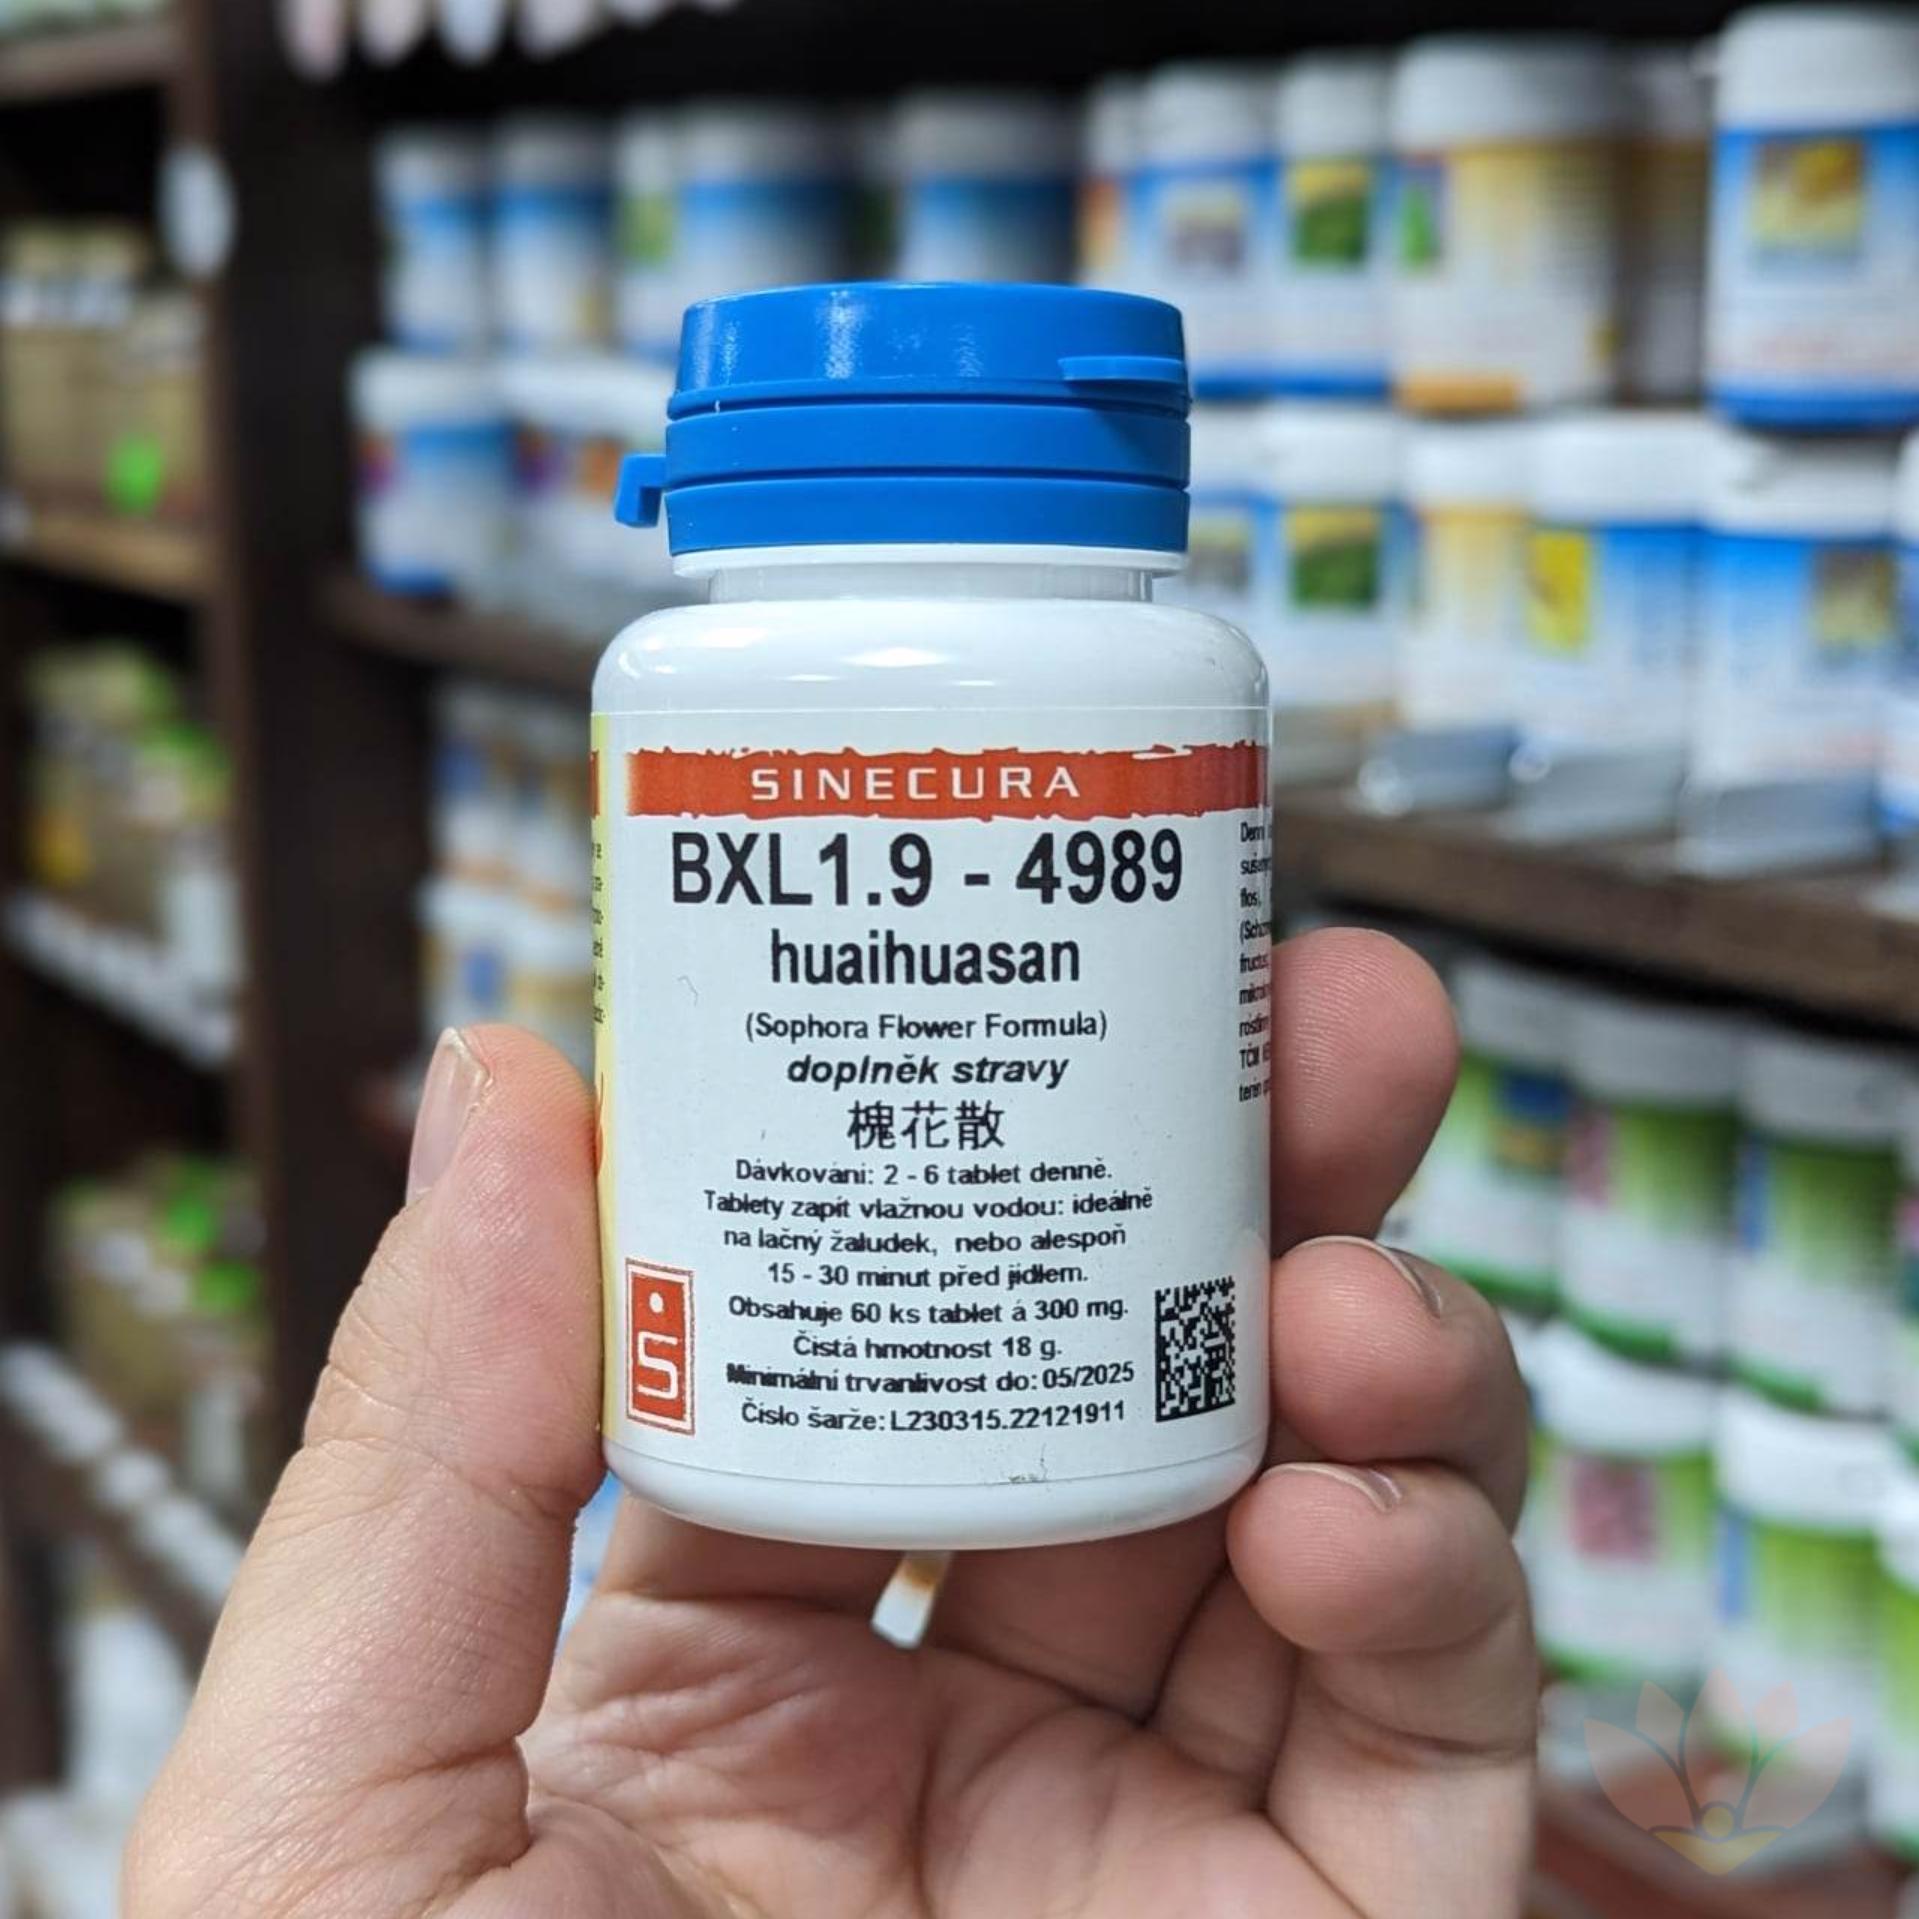 SINECURA
BXL1.9 - 4989
huaihuasan
(Sophora Flower Formula)
doplněk stravy
槐花散
Dávkování: 2 - 6 tablet denně.
Tablety zapít vlažnou vodou: ideálně
na lačný žaludek, nebo alespoň
15 - 30 minut před jídlem.
Obsahuje 60 ks tablet á 300 mg.
Čistá hmotnost 18 g.
Minimální trvanlivost do: 05/2025
Číslo šarže: L230315.22121911
flos,